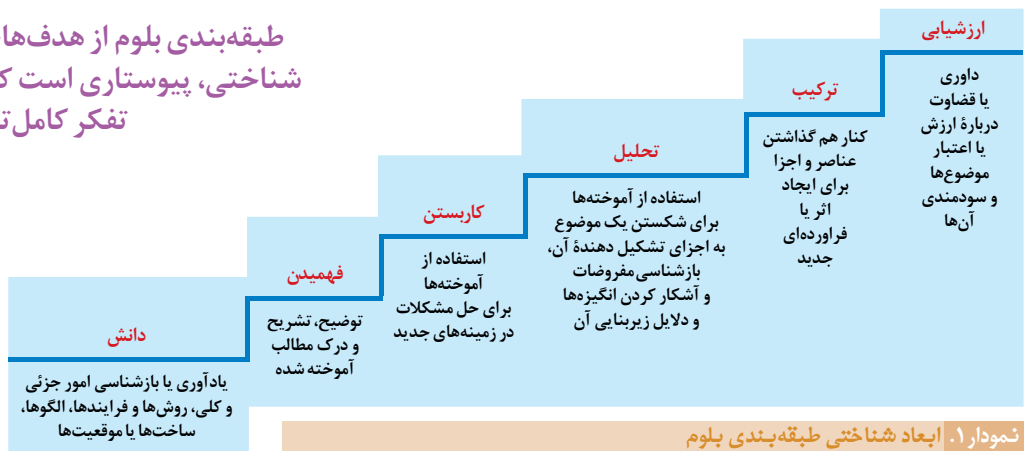 طبقه‌بندی بلوم از هدف‌ها
شناختی، پیوستاری است ک
تفکر کامل‌ت
دانش
یادآوری یا بازشناسی امور جزئی
و کلی، روش‌ها و فرایندها، الگوها،
ساخت‌ها یا موقعیت‌ها
فهمیدن
توضیح، تشریح
و درک مطالب
آموخته شده
کاربستن
استفاده از
آموخته‌ها
برای حل مشکلات
در زمینه‌های جدید
تحلیل
استفاده از آموخته‌ها
برای شکستن یک موضوع
به اجزای تشکیل دهندهٔ آن،
بازشناسی مفروضات
و آشکار کردن انگیزه‌ها
و دلایل زیربنایی آن
ترکیب
کنار هم گذاشتن
عناصر و اجزا
برای ایجاد
اثر یا
فراورده‌ای
جدید
ارزشیابی
داوری
یا قضاوت
دربارهٔ ارزش
یا اعتبار
موضوع‌ها
و سودمندی
آن‌ها
نمودار ۱. ابعاد شناختی طبقه‌بندی بلوم